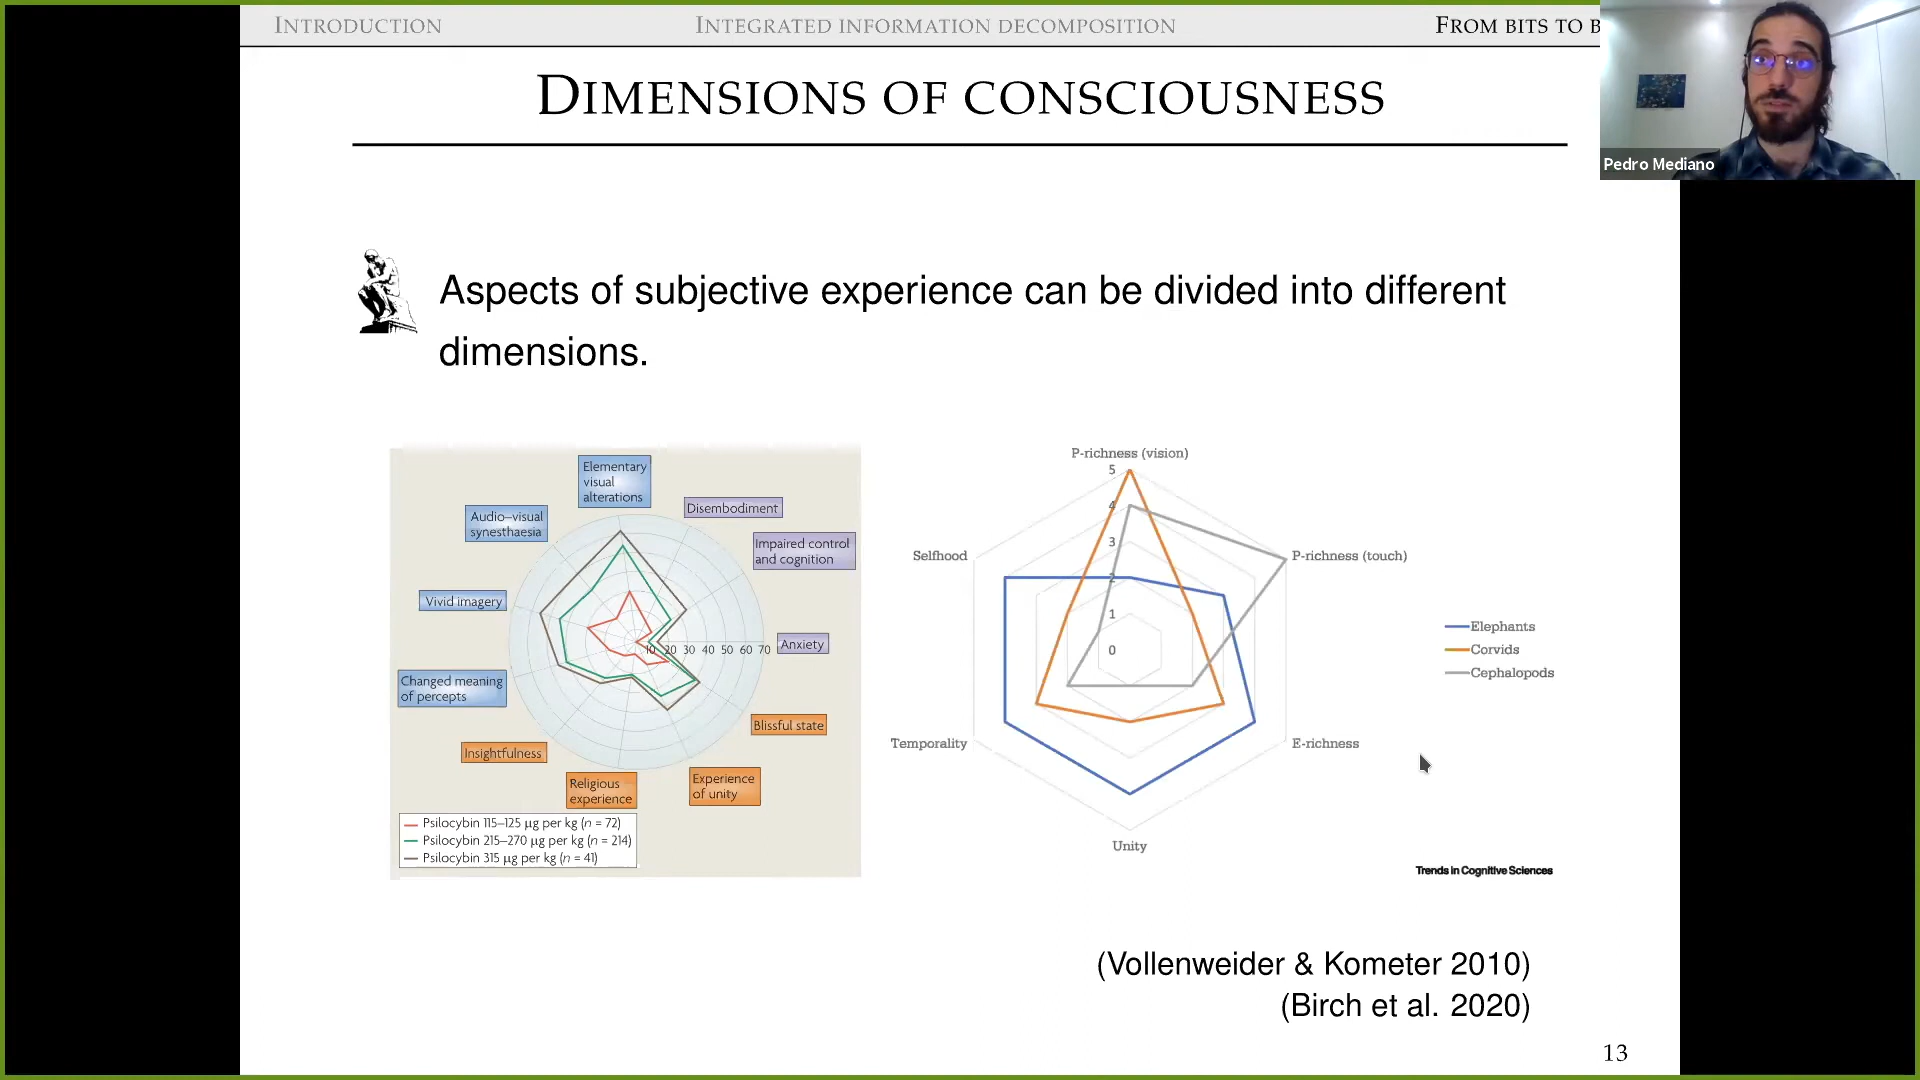 INTRODUCTION
INTEGRATED INFORMATION DECOMPOSITION
FROM BITS TO B
Pedro Mediano
DIMENSIONS OF CONSCIOUSNESS
Aspects of subjective experience can be divided into different
dimensions.
Elementary
visual
alterations
Disembodiment
Audio–visual
synesthaesia
Impaired control
and cognition
Vivid imagery
10 20 30 40 50 60 70
Anxiety
Changed meaning
of percepts
Blissful state
Insightfulness
Religious
experience
Experience
of unity
Psilocybin 115–125 µg per kg (n = 72)
Psilocybin 215–270 µg per kg (n = 214)
Psilocybin 315 µg per kg (n = 41)
P-richness (vision)
5
4
3
2
1
0
Selfhood
P-richness (touch)
Temporality
E-richness
Unity
Elephants
Corvids
Cephalopods
Trends in Cognitive Sciences
(Vollenweider & Kometer 2010)
(Birch et al. 2020)
13